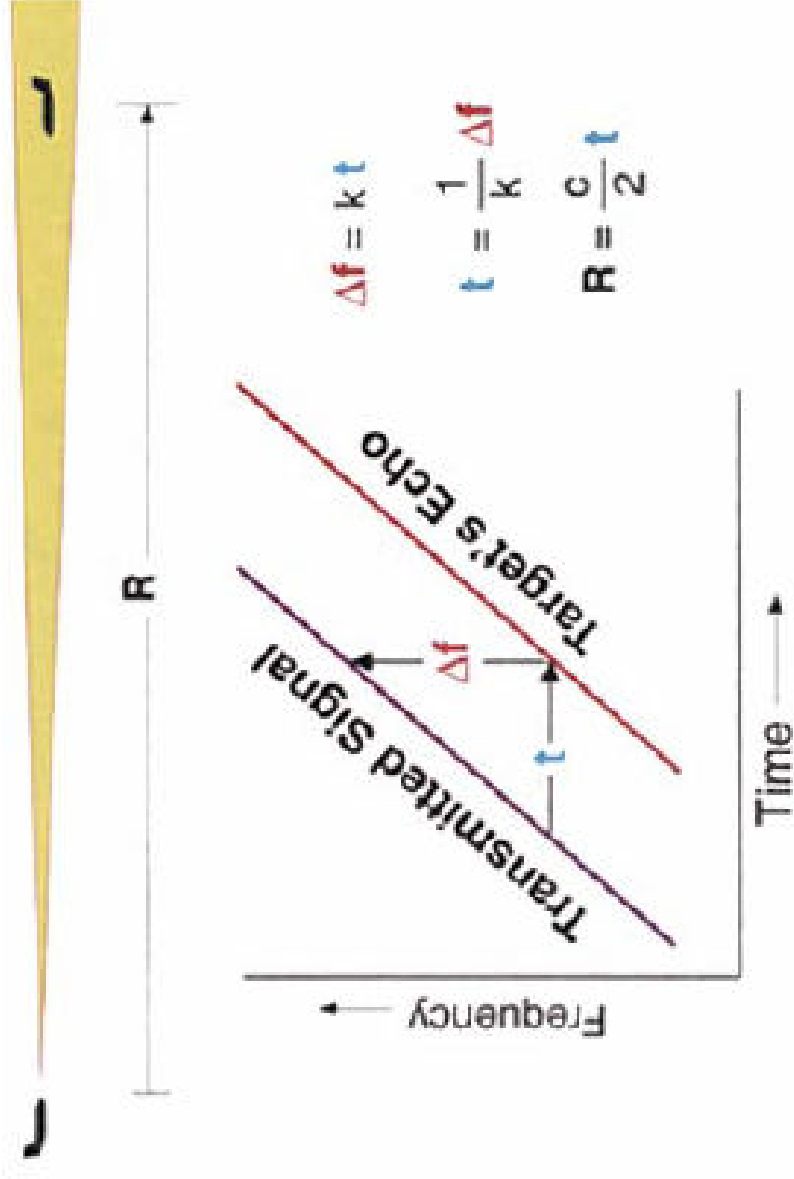 R
Δf = k t
t = 1/k Δf
R = c/2 t
Transmitted Signal
Target's Echo
Δf
t
Frequency
Time